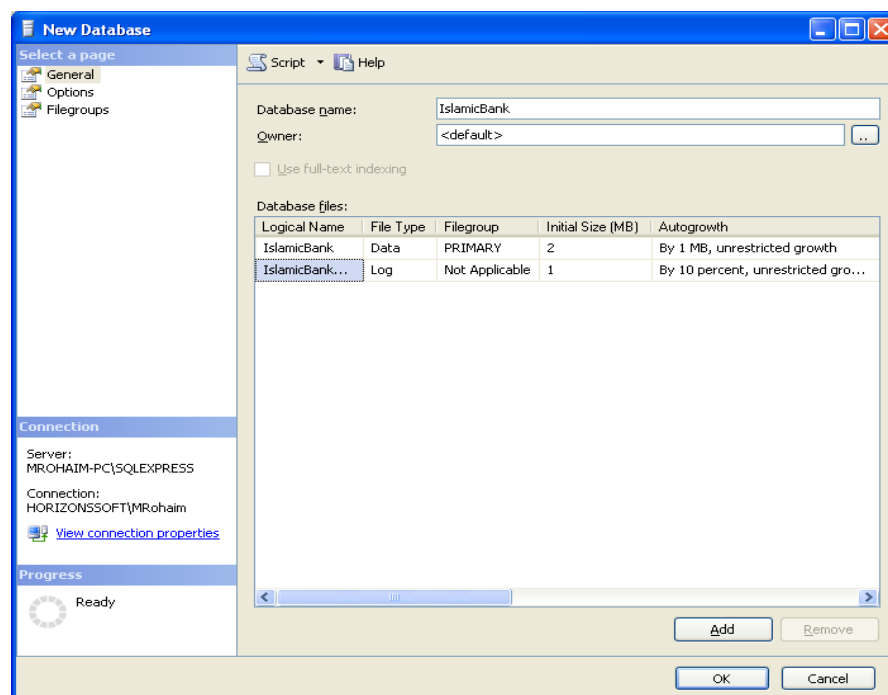 New Database
Select a page
General
Options
Filegroups
Script
Help
Database name:
IslamicBank
Owner:
<default>
..
Use full-text indexing
Database files:
Logical Name File Type Filegroup Initial Size (MB) Autogrowth
IslamicBank Data PRIMARY 2 By 1 MB, unrestricted growth
IslamicBank... Log Not Applicable 1 By 10 percent, unrestricted gro...
Connection
Server:
MROHAIM-PC\SQLEXPRESS
Connection:
HORIZONSSOFT\MRohaim
View connection properties
Progress
Ready
Add
Remove
OK
Cancel